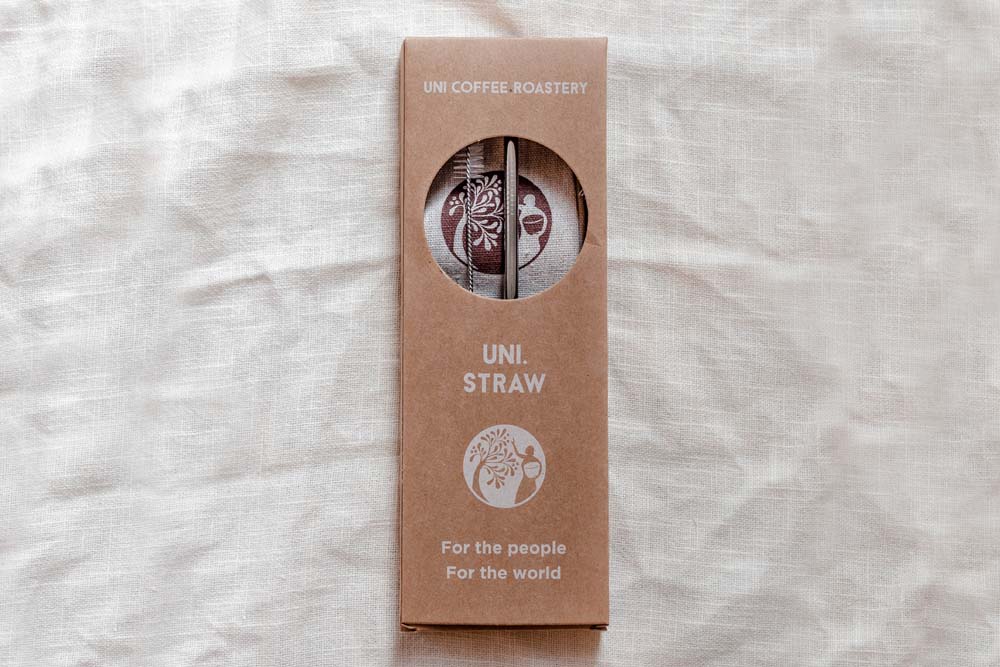 UNI COFFEE ROASTERY
UNI.
STRAW
For the people
For the world